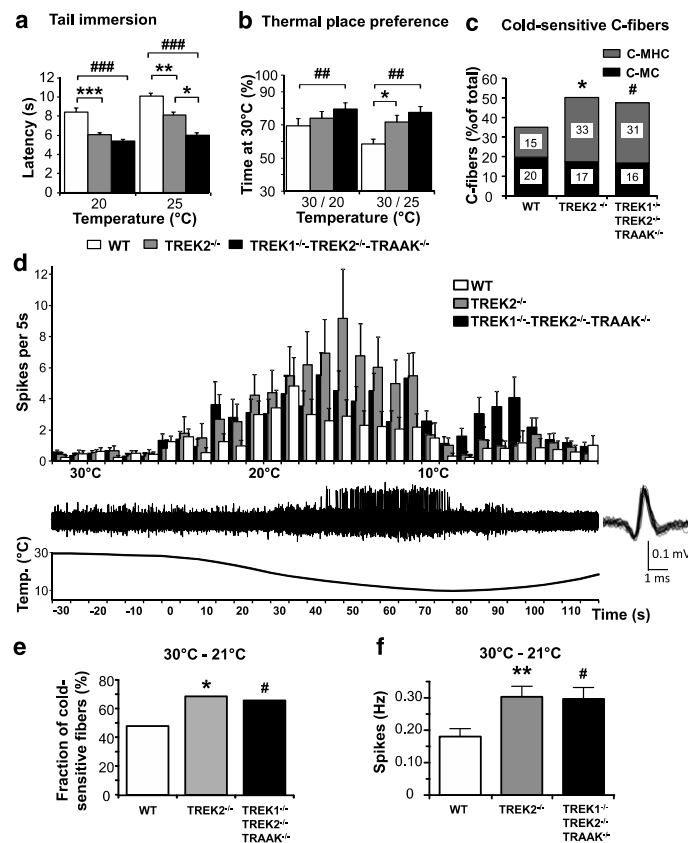 a Tail immersion
###
###
***
**
*
Latency (s)
12
10
8
6
4
2
0
20
25
Temperature (°C)
b Thermal place preference
##
##
*
Time at 30°C (%)
100
90
70
50
30
30 / 20
30 / 25
Temperature (°C)
c Cold-sensitive C-fibers
C-MHC
C-MC
*
#
C-fibers (%of total)
60
50
40
30
20
10
0
15
33
31
20
17
16
WT
TREK2-/-
TREK1-/-
TREK2-/-
TRAAK-/-
WT
TREK2-/-
TREK1-/--TREK2-/--TRAAK-/-
d
Spikes per 5s
12
10
8
6
4
2
0
WT
TREK2-/-
TREK1-/--TREK2-/--TRAAK-/-
30°C
20°C
10°C
0.1 mV
1 ms
Temp. (°C)
30
10
-30 -20 -10 0 10 20 30 40 50 60 70 80 90 100 110 Time (s)
e
30°C - 21°C
Fraction of cold-
sensitive fibers (%)
80
60
40
20
0
*
#
WT
TREK2-/-
TREK1-/-
TREK2-/-
TRAAK-/-
f
30°C - 21°C
Spikes (Hz)
0.30
0.20
0.10
0
**
#
WT
TREK2-/-
TREK1-/-
TREK2-/-
TRAAK-/-